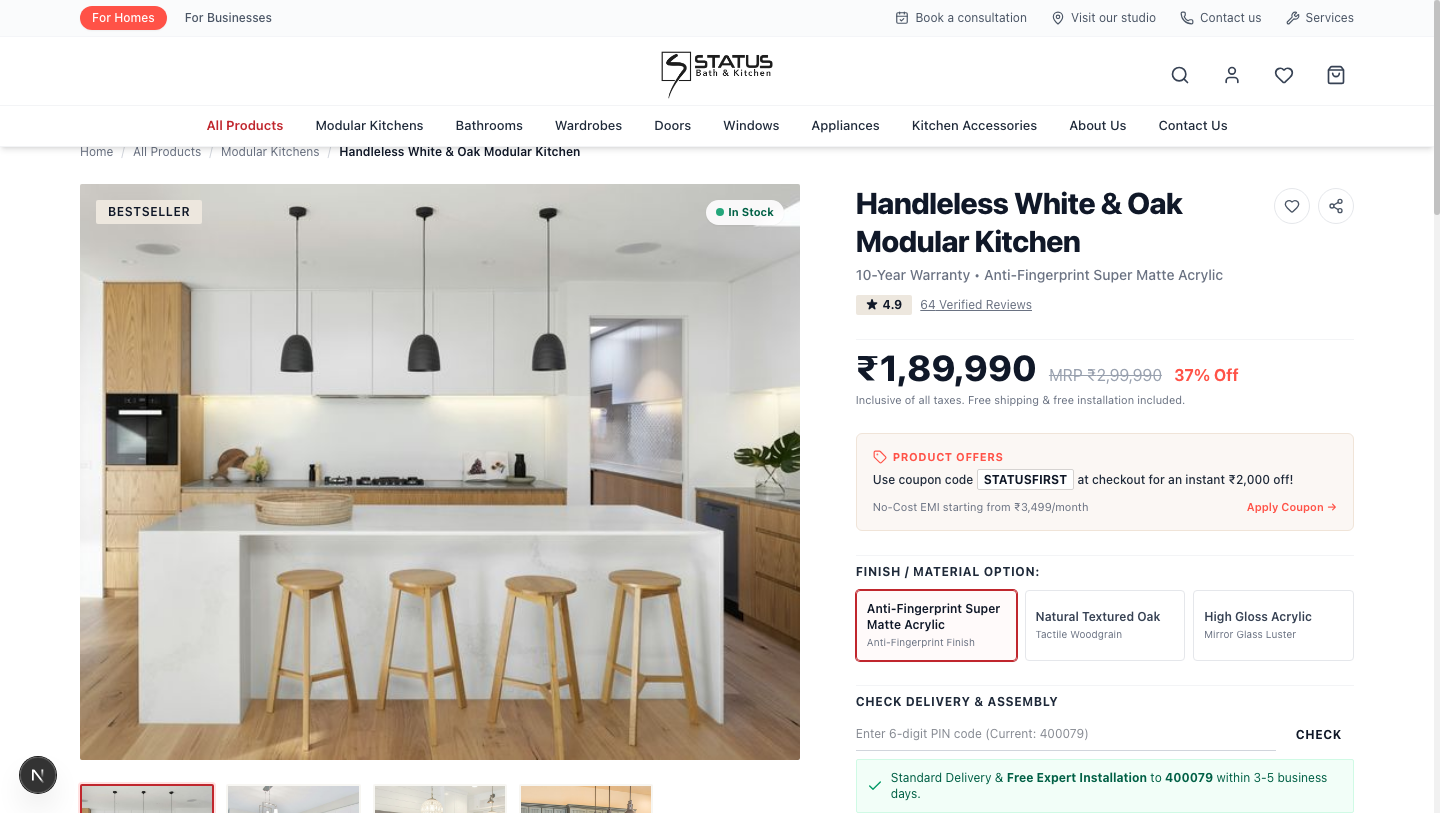 For Homes
For Businesses
Book a consultation
Visit our studio
Contact us
Services
STATUS
Bath & Kitchen
All Products
Modular Kitchens
Bathrooms
Wardrobes
Doors
Windows
Appliances
Kitchen Accessories
About Us
Contact Us
Home / All Products / Modular Kitchens / Handleless White & Oak Modular Kitchen
BESTSELLER
In Stock
Handleless White & Oak
Modular Kitchen
10-Year Warranty • Anti-Fingerprint Super Matte Acrylic
★ 4.9
64 Verified Reviews
₹1,89,990 MRP ₹2,99,990 37% Off
Inclusive of all taxes. Free shipping & free installation included.
PRODUCT OFFERS
Use coupon code STATUSFIRST at checkout for an instant ₹2,000 off!
No-Cost EMI starting from ₹3,499/month
Apply Coupon →
FINISH / MATERIAL OPTION:
Anti-Fingerprint Super
Matte Acrylic
Anti-Fingerprint Finish
Natural Textured Oak
Tactile Woodgrain
High Gloss Acrylic
Mirror Glass Luster
CHECK DELIVERY & ASSEMBLY
Enter 6-digit PIN code (Current: 400079)
CHECK
Standard Delivery & Free Expert Installation to 400079 within 3-5 business
days.
N